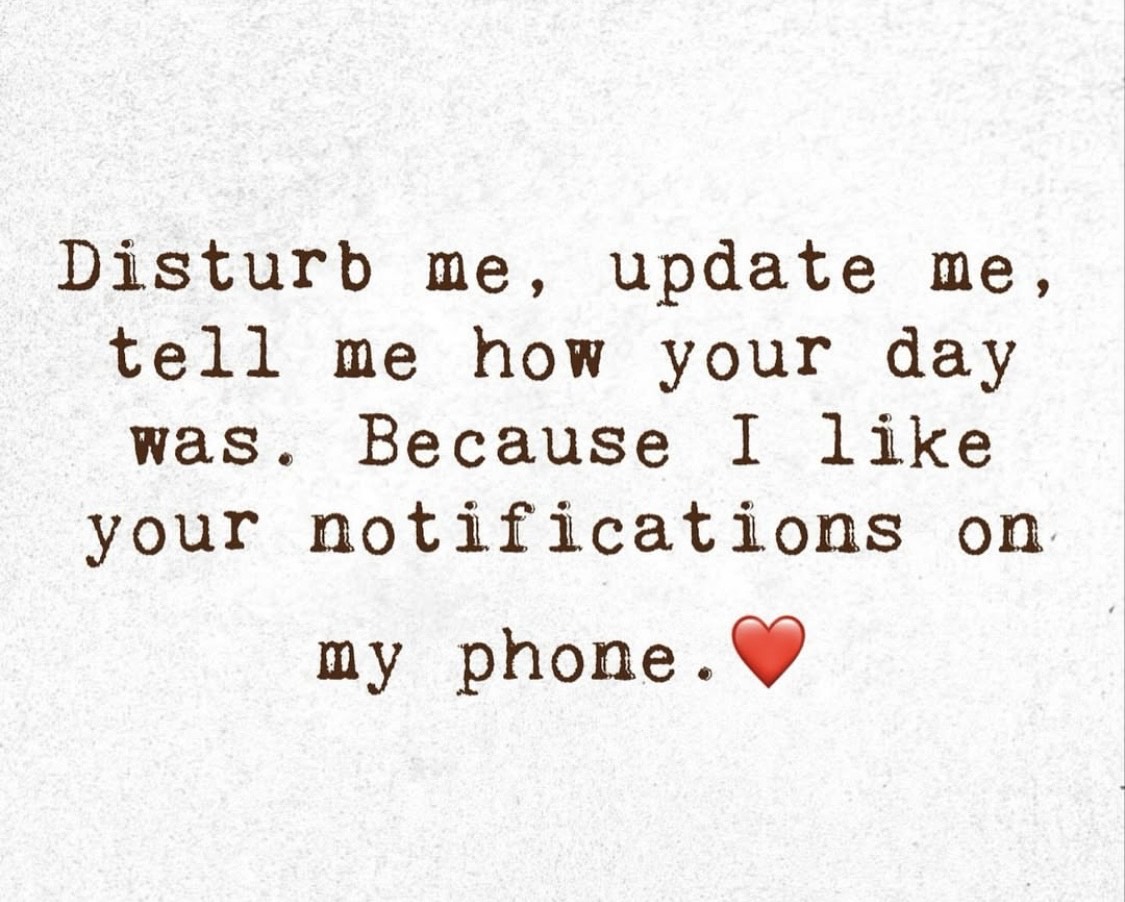 Disturb me, update me,
tell me how your day
was. Because I like
your notifications on
my phone.❤️